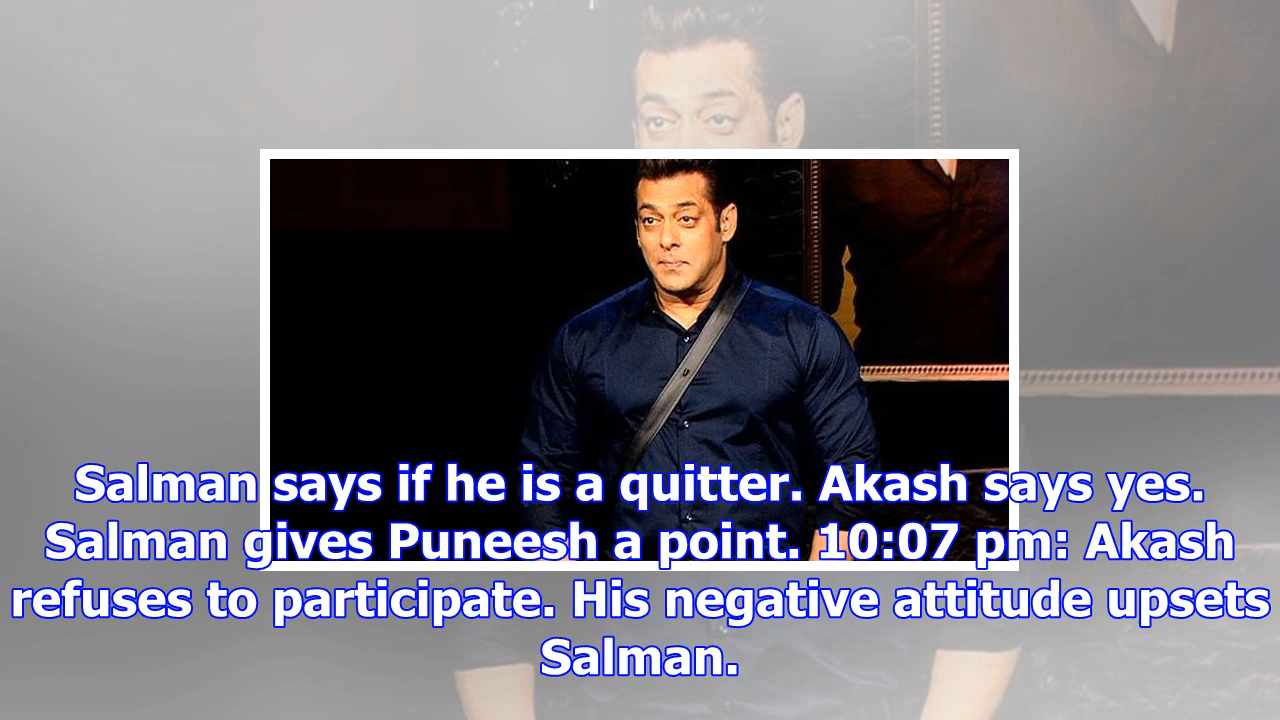 Salman says if he is a quitter. Akash says yes.
Salman gives Puneesh a point. 10:07 pm: Akash
refuses to participate. His negative attitude upsets
Salman.